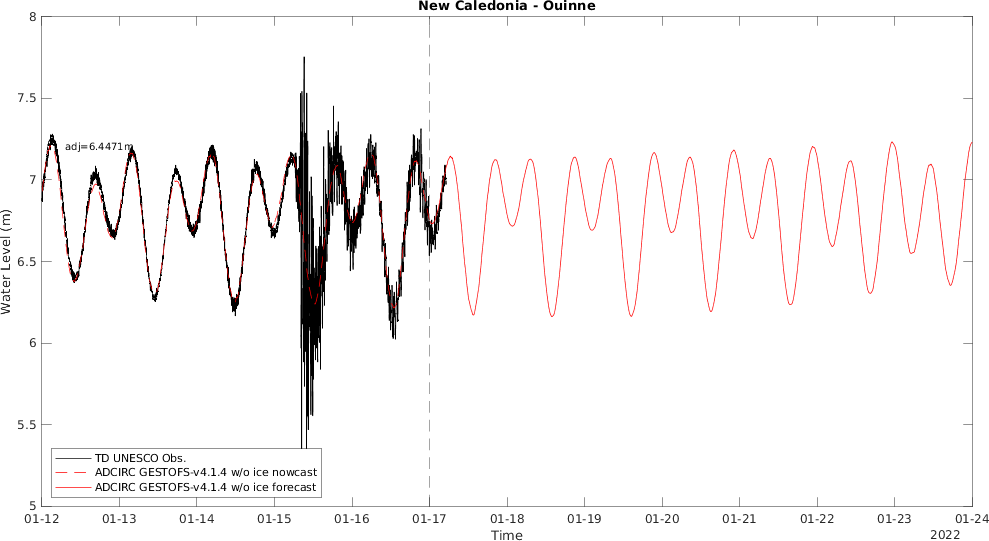 New Caledonia - Ouinne
8
7.5
7
6.5
6
5.5
5
Water Level (m)
adj=6.4471m
TD UNESCO Obs.
ADCIRC GESTOFS-v4.1.4 w/o ice nowcast
ADCIRC GESTOFS-v4.1.4 w/o ice forecast
01-12 01-13 01-14 01-15 01-16 01-17 01-18 01-19 01-20 01-21 01-22 01-23 01-24
Time
2022